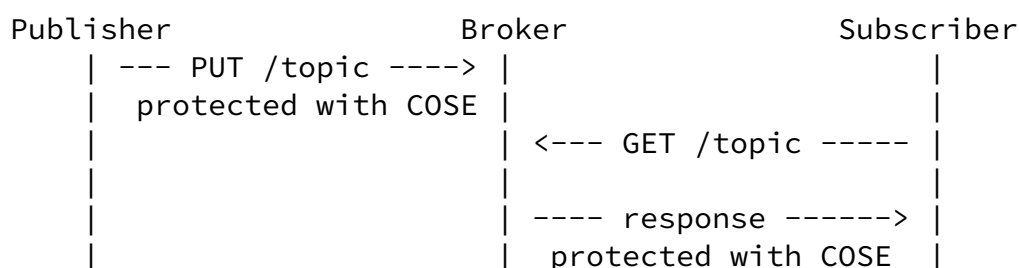 Publisher                Broker               Subscriber
    | --- PUT /topic ----> |                       |
    |  protected with COSE |                       |
    |                      | <--- GET /topic ----- |
    |                      |                       |
    |                      | ---- response ------> |
    |                      |  protected with COSE  |